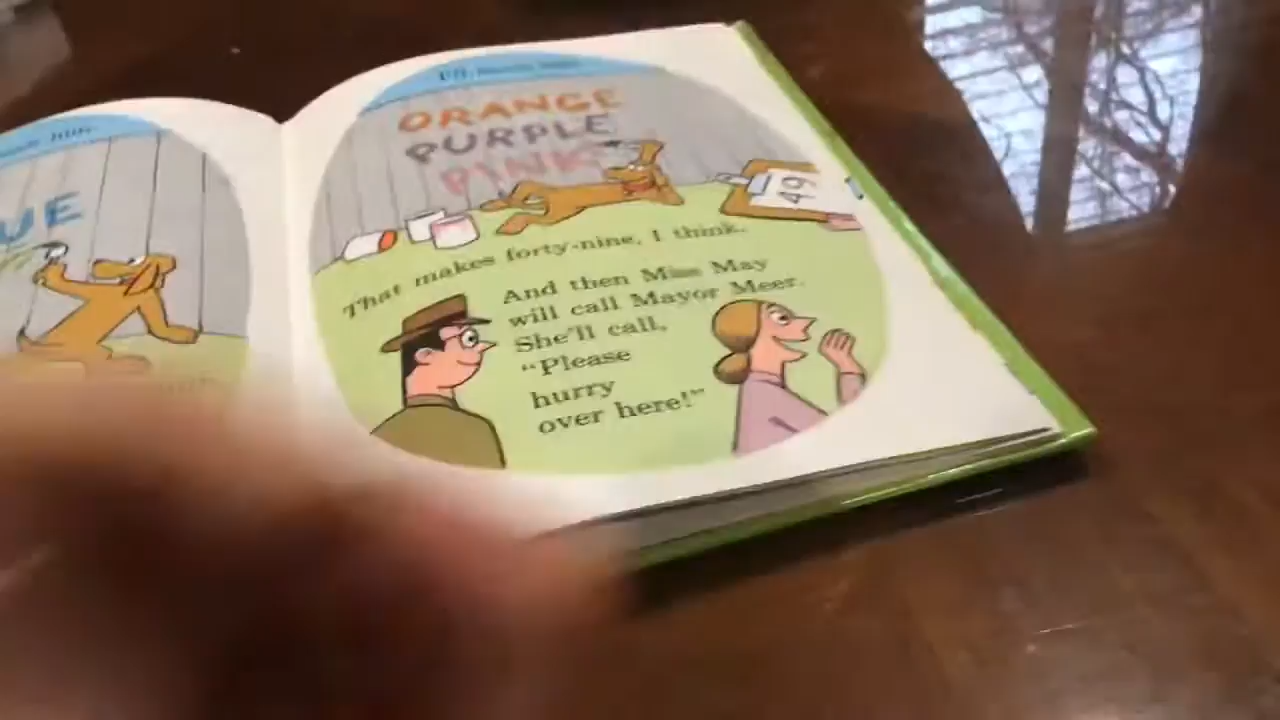 UE
ORANGE
PURPLE
PINK
49
That makes forty-nine, I think.
And then Miss May
will call Mayor Meer.
She'll call,
"Please
hurry
over here!"